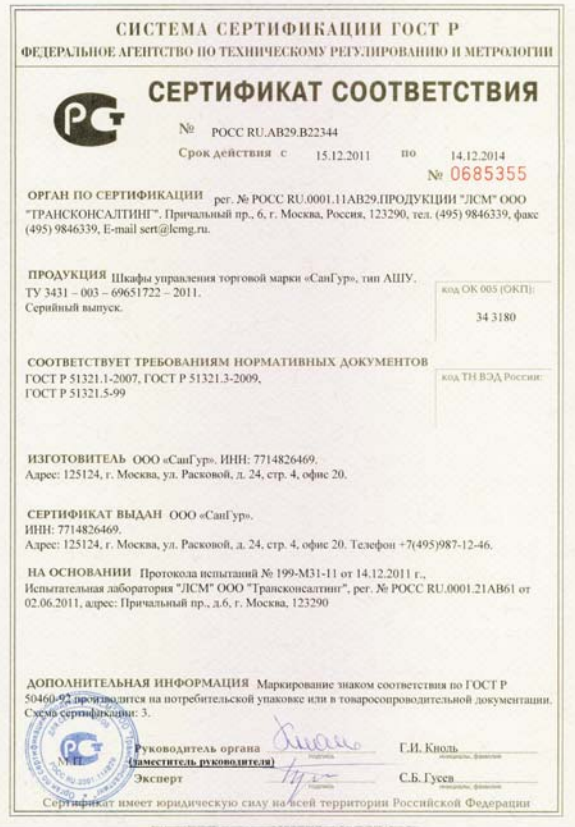 СИСТЕМА СЕРТИФИКАЦИИ ГОСТ Р
ФЕДЕРАЛЬНОЕ АГЕНТСТВО ПО ТЕХНИЧЕСКОМУ РЕГУЛИРОВАНИЮ И МЕТРОЛОГИИ
СЕРТИФИКАТ СООТВЕТСТВИЯ
№ РОСС RU.АВ29.В22344
Срок действия с 15.12.2011 по 14.12.2014
№ 0685355
ОРГАН ПО СЕРТИФИКАЦИИ рег. № РОСС RU.0001.11АВ29.ПРОДУКЦИИ "ЛСМ" ООО
"ТРАНСКОНСАЛТИНГ". Причальный пр., 6, г. Москва, Россия, 123290, тел. (495) 9846339, факс
(495) 9846339, E-mail sert@lcmg.ru.
ПРОДУКЦИЯ Шкафы управления торговой марки «СанГур», тип АШУ.
ТУ 3431 – 003 – 69651722 – 2011.
Серийный выпуск.
код ОК 005 (ОКП):
34 3180
СООТВЕТСТВУЕТ ТРЕБОВАНИЯМ НОРМАТИВНЫХ ДОКУМЕНТОВ
ГОСТ Р 51321.1-2007, ГОСТ Р 51321.3-2009,
ГОСТ Р 51321.5-99
код ТН ВЭД России:
ИЗГОТОВИТЕЛЬ ООО «СанГур». ИНН: 7714826469.
Адрес: 125124, г. Москва, ул. Расковой, д. 24, стр. 4, офис 20.
СЕРТИФИКАТ ВЫДАН ООО «СанГур».
ИНН: 7714826469.
Адрес: 125124, г. Москва, ул. Расковой, д. 24, стр. 4, офис 20. Телефон +7(495)987-12-46,
НА ОСНОВАНИИ Протокола испытаний № 199-М31-11 от 14.12.2011 г.,
Испытательная лаборатория "ЛСМ" ООО "Трансконсалтинг", рег. № РОСС RU.0001.21АВ61 от
02.06.2011, адрес: Причальный пр., д.6, г. Москва, 123290
ДОПОЛНИТЕЛЬНАЯ ИНФОРМАЦИЯ Маркирование знаком соответствия по ГОСТ Р
50460-92 производится на потребительской упаковке или в товаросопроводительной документации.
Схема сертификации: 3.
М.П.
Руководитель органа
(заместитель руководителя)
подпись
Г.И. Кноль
инициалы, фамилия
Эксперт
подпись
С.Б. Гусев
инициалы, фамилия
Сертификат имеет юридическую силу на всей территории Российской Федерации